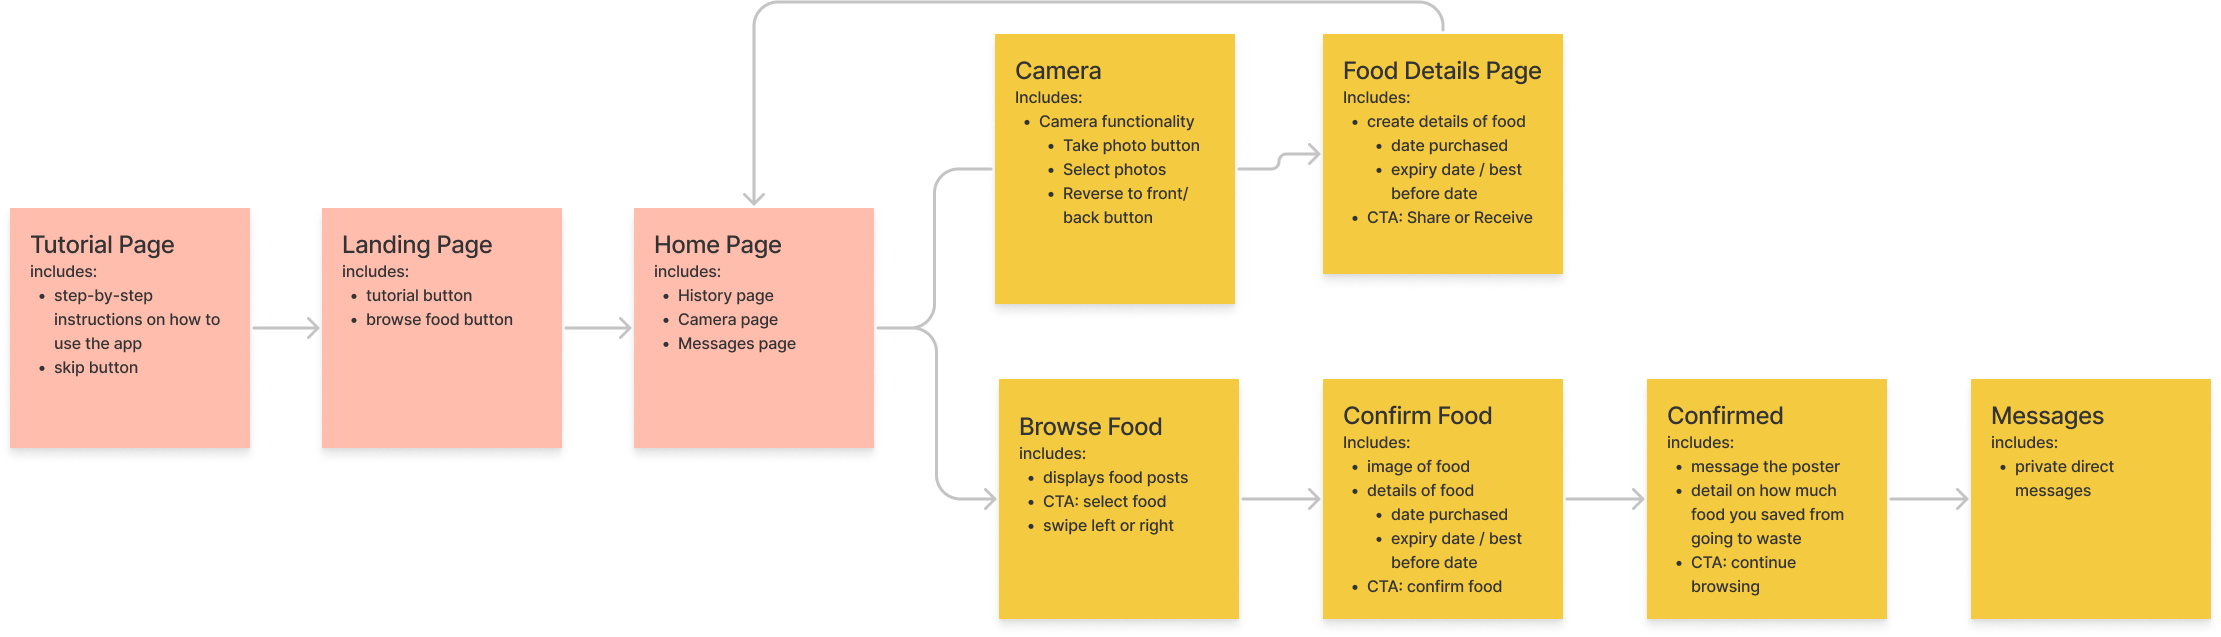 Tutorial Page
includes:
• step-by-step
instructions on how to
use the app
• skip button
Landing Page
includes:
• tutorial button
• browse food button
Home Page
includes:
• History page
• Camera page
• Messages page
Camera
Includes:
• Camera functionality
• Take photo button
• Select photos
• Reverse to front/
back button
Food Details Page
Includes:
• create details of food
• date purchased
• expiry date / best
before date
• CTA: Share or Receive
Browse Food
includes:
• displays food posts
• CTA: select food
• swipe left or right
Confirm Food
Includes:
• image of food
• details of food
• date purchased
• expiry date / best
before date
• CTA: confirm food
Confirmed
includes:
• message the poster
• detail on how much
food you saved from
going to waste
• CTA: continue
browsing
Messages
includes:
• private direct
messages